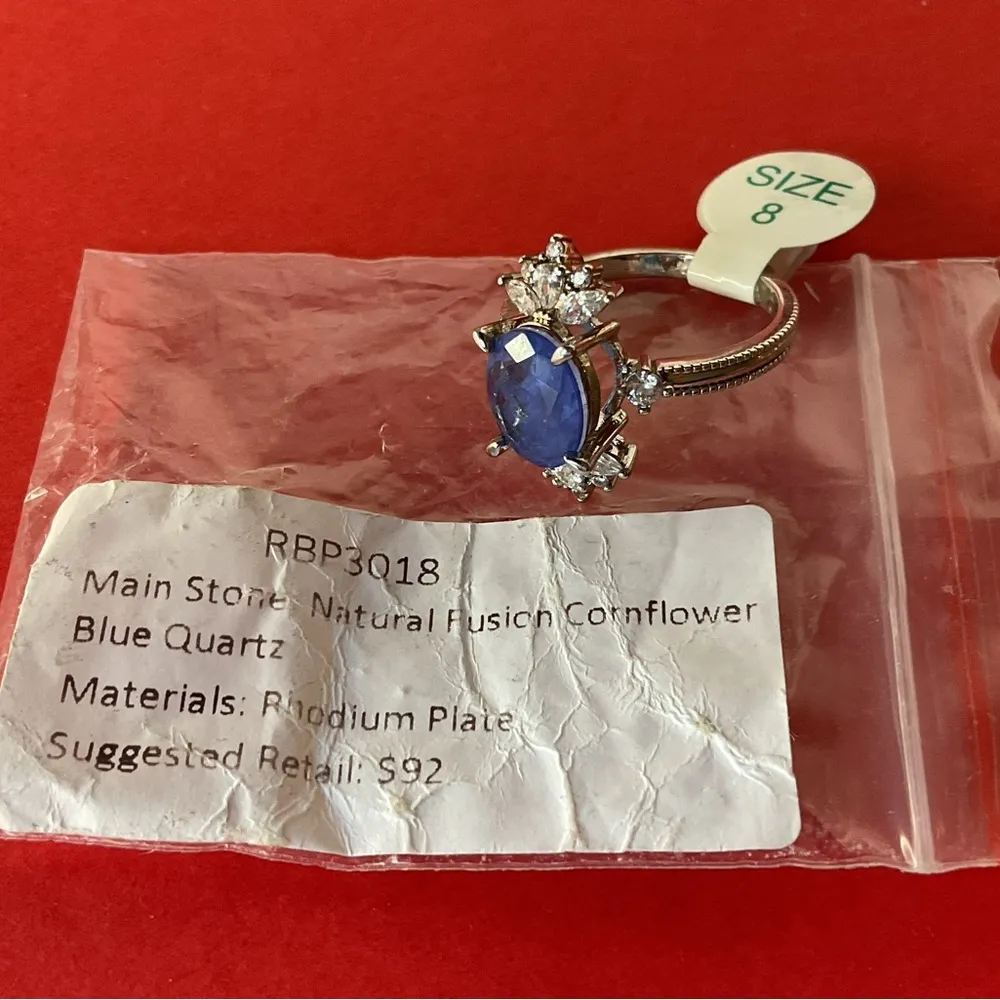 SIZE
8
RBP3018
Main Stone: Natural Fusion Cornflower
Blue Quartz
Materials: Rhodium Plate
Suggested Retail: $92